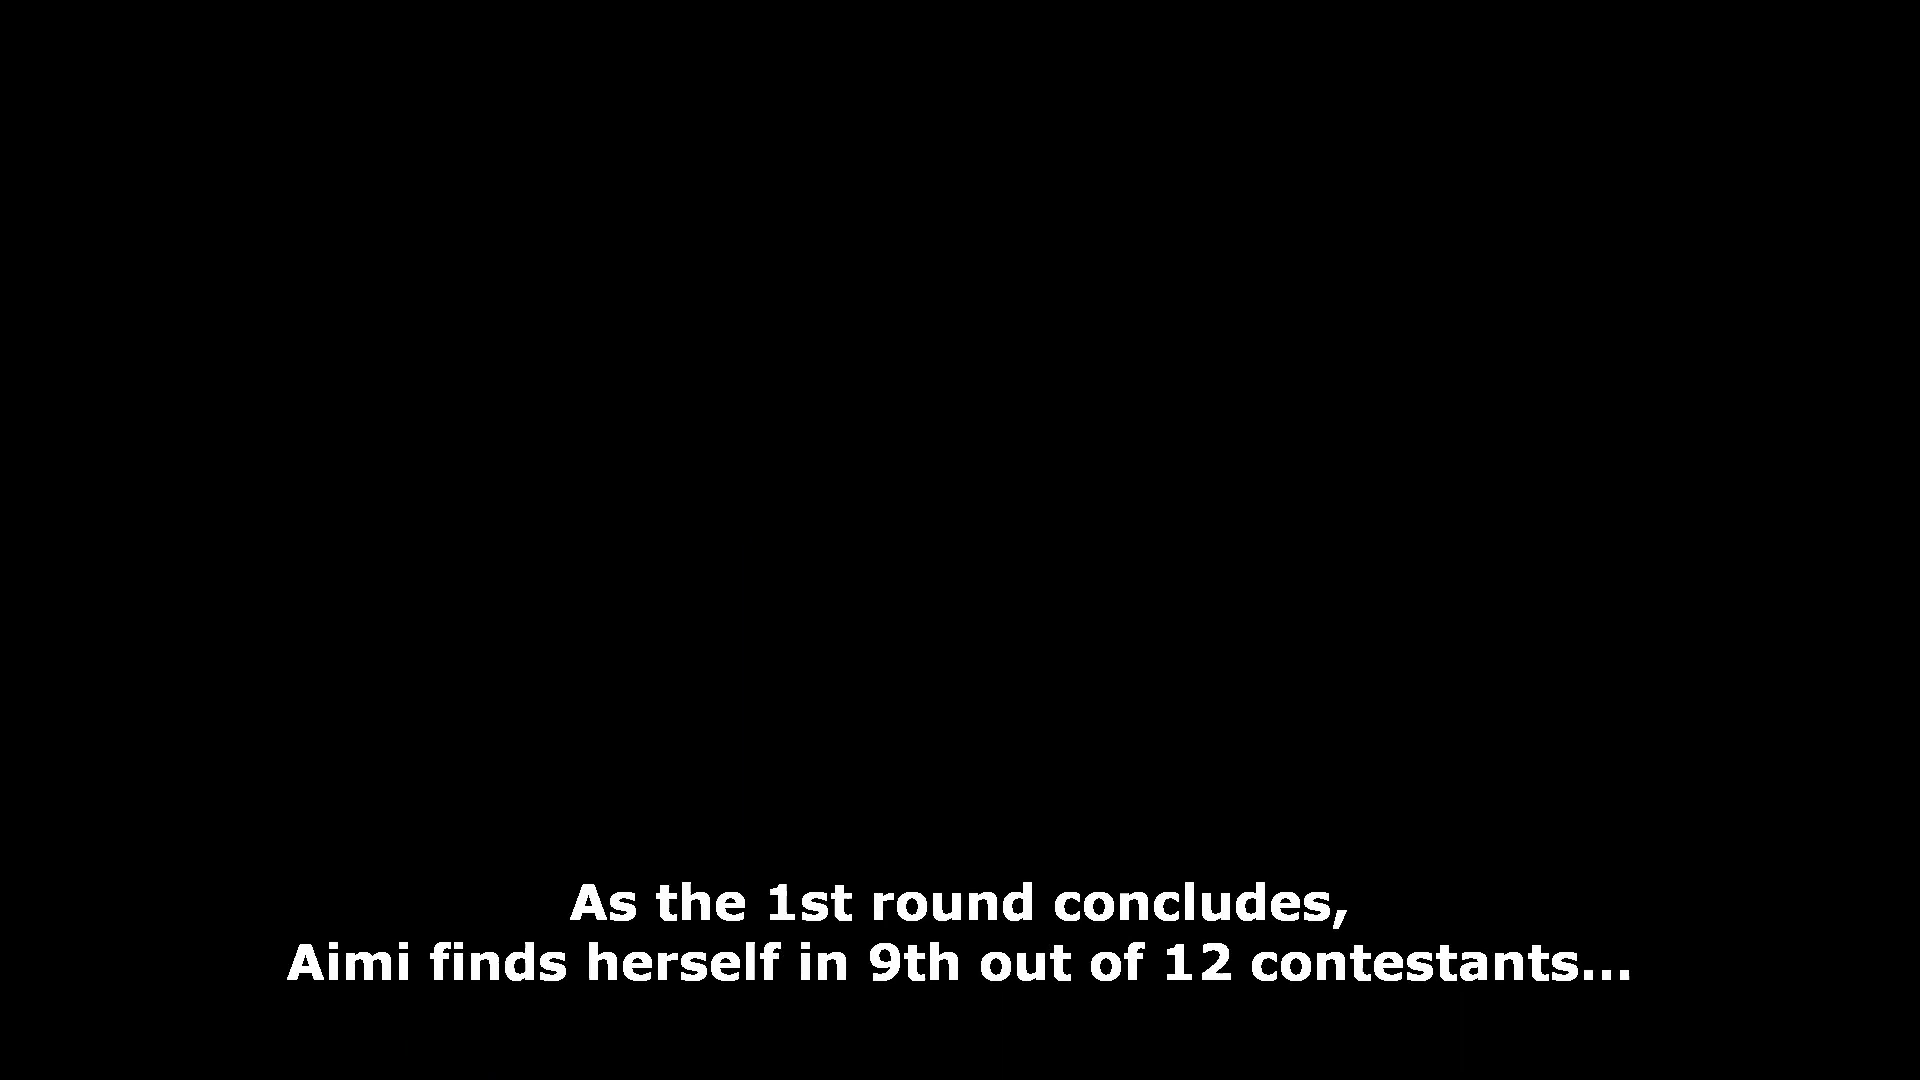 As the 1st round concludes,
Aimi finds herself in 9th out of 12 contestants...